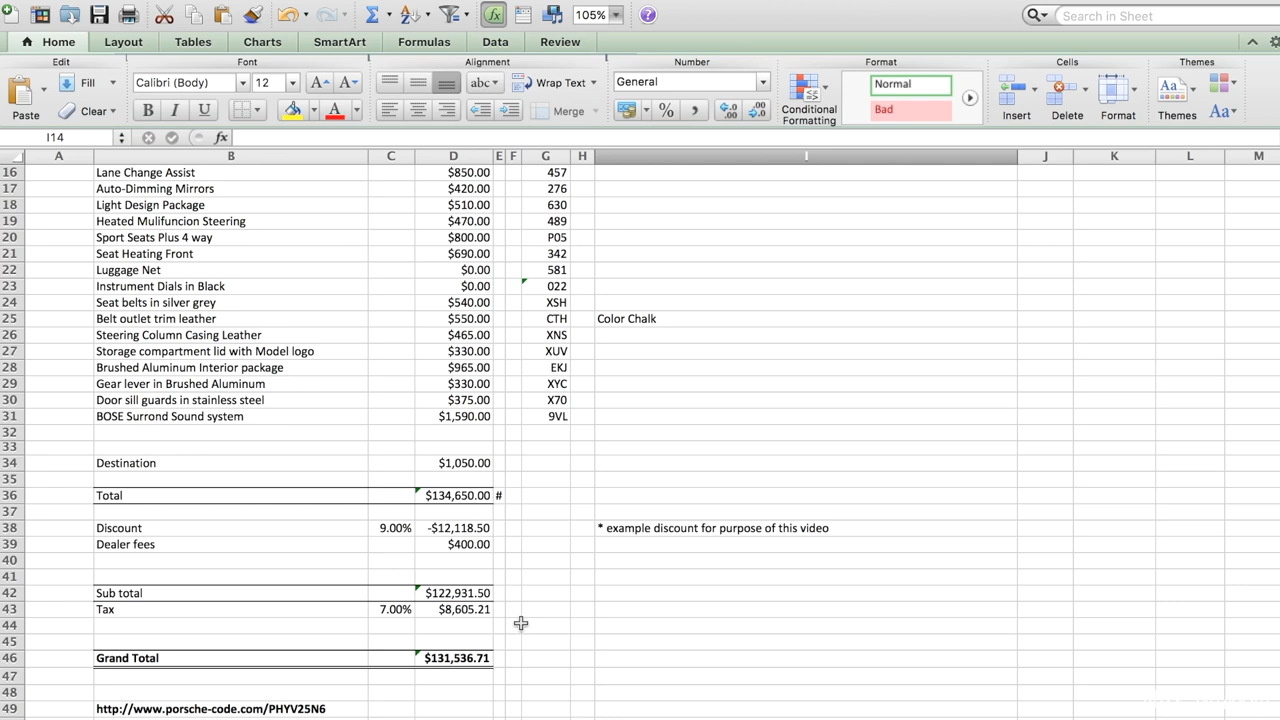 105%
Search in Sheet
Home Layout Tables Charts SmartArt Formulas Data Review
Edit Font Alignment Number Format Cells Themes
Fill Calibri (Body) 12 A A abc Wrap Text General Normal
Paste Clear B I U A Merge % , .0 .00 .00 .0 Conditional Formatting Bad Insert Delete Format Themes Aa
I14 fx
A B C D E F G H I J K L M
16 Lane Change Assist $850.00 457
17 Auto-Dimming Mirrors $420.00 276
18 Light Design Package $510.00 630
19 Heated Mulifuncion Steering $470.00 489
20 Sport Seats Plus 4 way $800.00 P05
21 Seat Heating Front $690.00 342
22 Luggage Net $0.00 581
23 Instrument Dials in Black $0.00 022
24 Seat belts in silver grey $540.00 XSH
25 Belt outlet trim leather $550.00 CTH Color Chalk
26 Steering Column Casing Leather $465.00 XNS
27 Storage compartment lid with Model logo $330.00 XUV
28 Brushed Aluminum Interior package $965.00 EKJ
29 Gear lever in Brushed Aluminum $330.00 XYC
30 Door sill guards in stainless steel $375.00 X70
31 BOSE Surrond Sound system $1,590.00 9VL
32
33
34 Destination $1,050.00
35
36 Total $134,650.00 #
37
38 Discount 9.00% -$12,118.50 * example discount for purpose of this video
39 Dealer fees $400.00
40
41
42 Sub total $122,931.50
43 Tax 7.00% $8,605.21
44
45
46 Grand Total $131,536.71
47
48
49 http://www.porsche-code.com/PHYV25N6